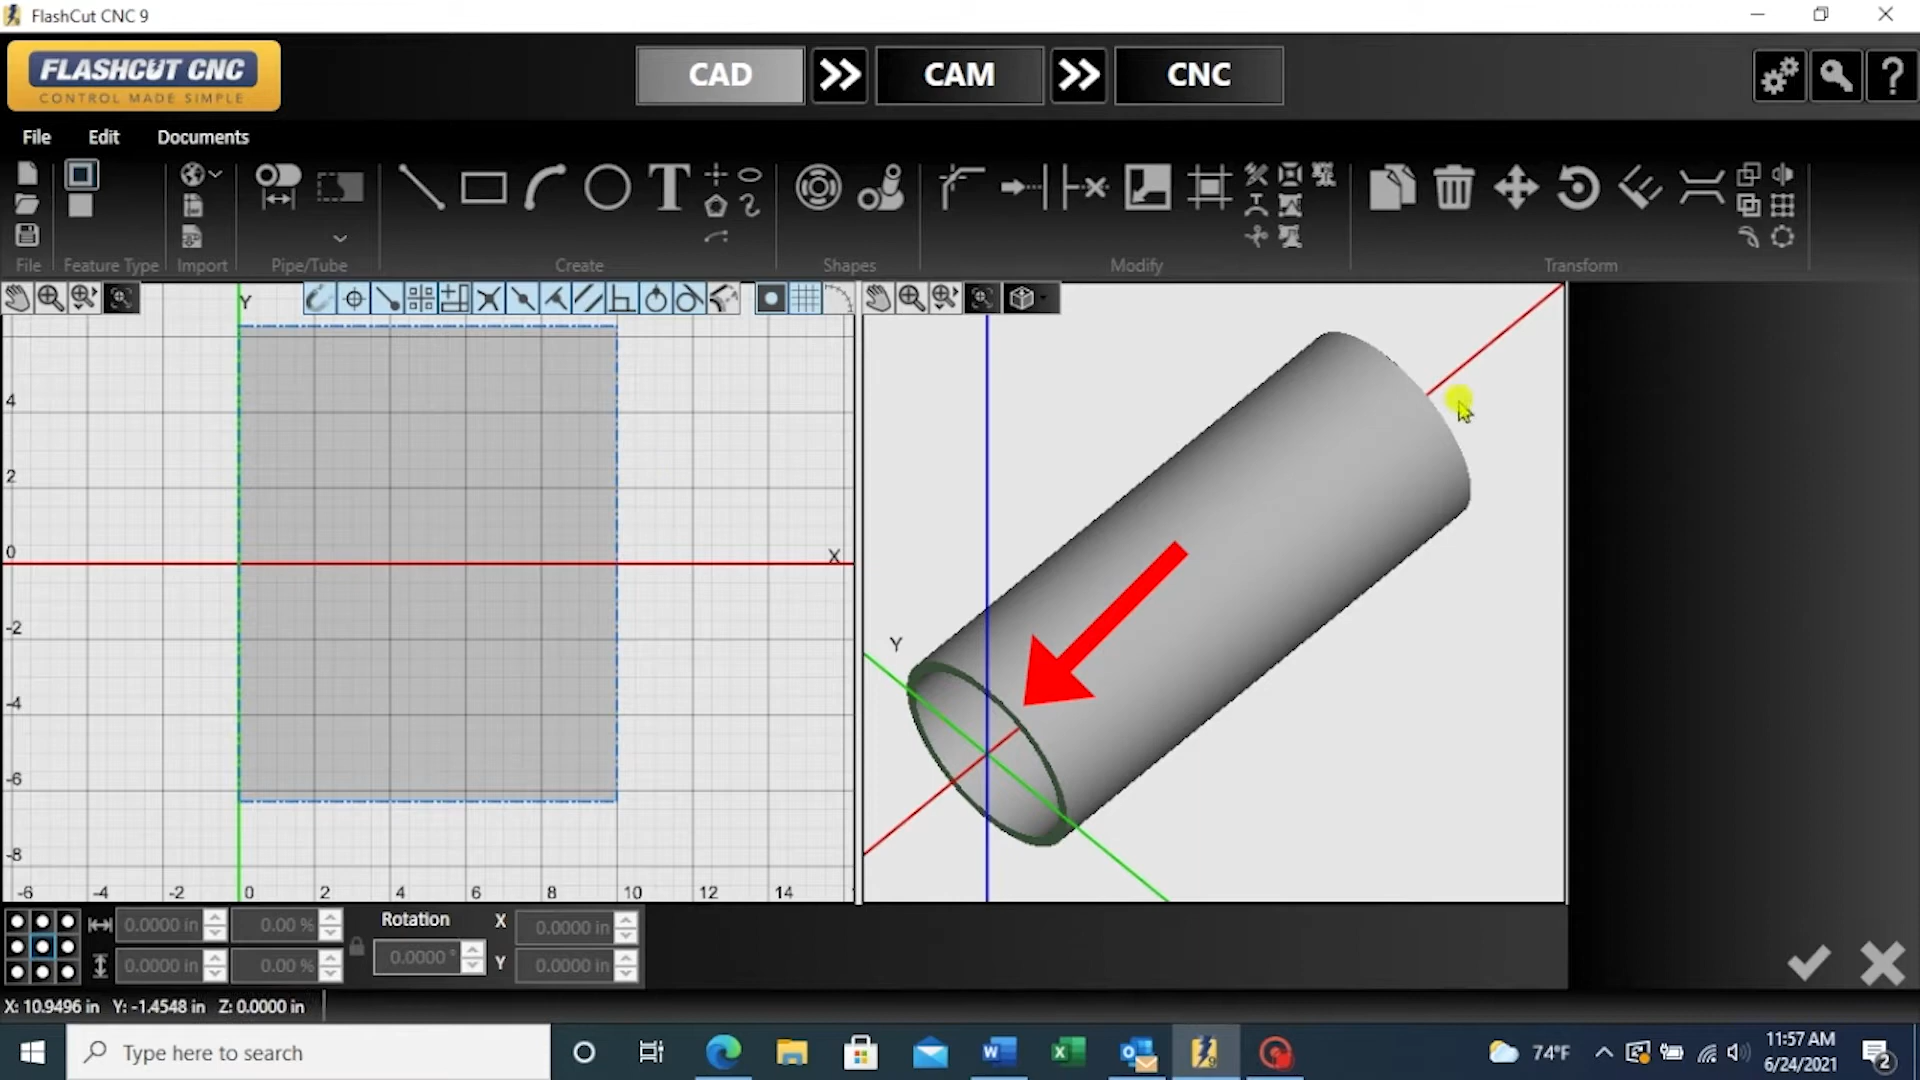 FlashCut CNC 9
FLASHCUT CNC
CONTROL MADE SIMPLE
CAD
CAM
CNC
File Edit Documents
File Feature Type Import Pipe/Tube Create Shapes Modify Transform
Y
4
2
0
X
-2
-4
-6
-8
-6 -4 -2 0 2 4 6 8 10 12 14
Y
0.0000 in 0.00 % Rotation X 0.0000 in
0.0000 in 0.00 % 0.0000 ° Y 0.0000 in
X: 10.9496 in Y: -1.4548 in Z: 0.0000 in
Type here to search
74°F
11:57 AM
6/24/2021
2